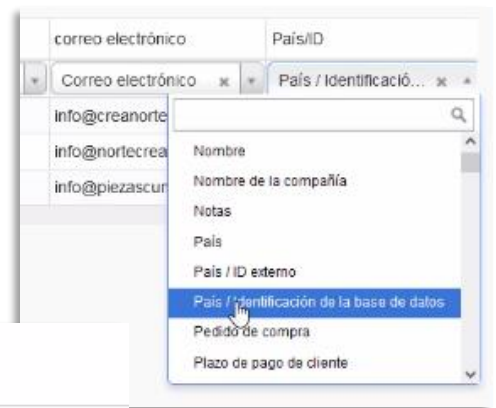 correo electrónico País/ID
Correo electrónico País / Identificació...
info@creanorte
info@nortecrea
info@piezascur
Nombre
Nombre de la compañía
Notas
País
País / ID externo
País / Identificación de la base de datos
Pedido de compra
Plazo de pago de cliente